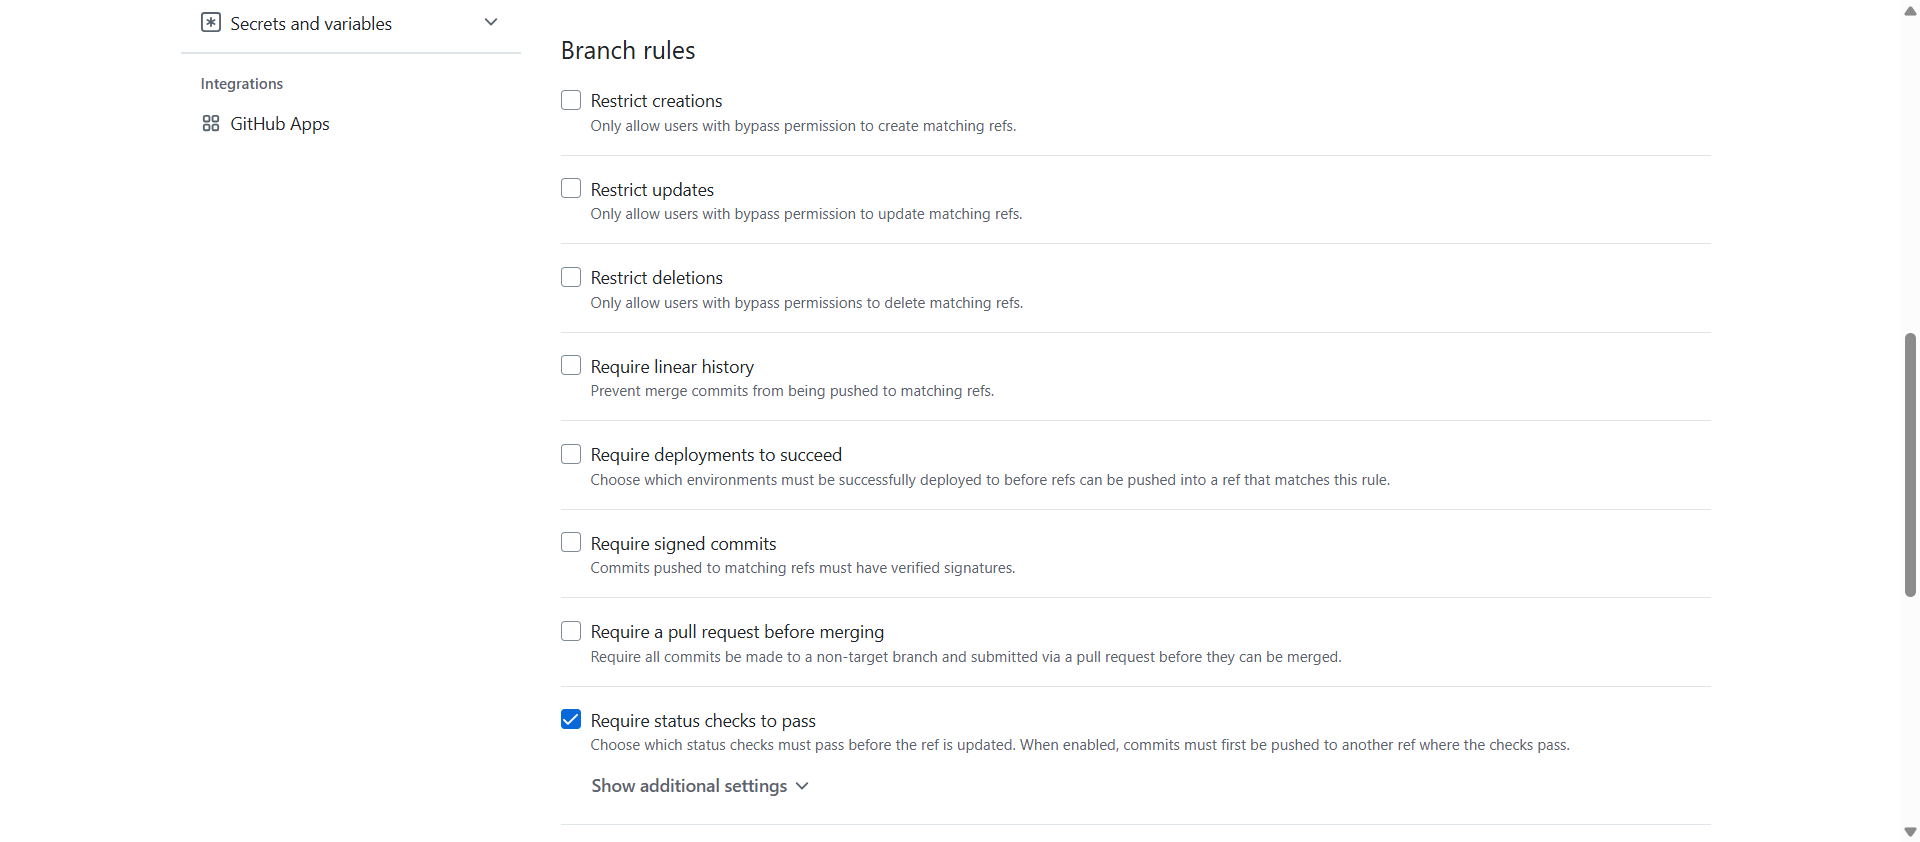 Secrets and variables
Integrations
GitHub Apps
Branch rules
Restrict creations
Only allow users with bypass permission to create matching refs.
Restrict updates
Only allow users with bypass permission to update matching refs.
Restrict deletions
Only allow users with bypass permissions to delete matching refs.
Require linear history
Prevent merge commits from being pushed to matching refs.
Require deployments to succeed
Choose which environments must be successfully deployed to before refs can be pushed into a ref that matches this rule.
Require signed commits
Commits pushed to matching refs must have verified signatures.
Require a pull request before merging
Require all commits be made to a non-target branch and submitted via a pull request before they can be merged.
Require status checks to pass
Choose which status checks must pass before the ref is updated. When enabled, commits must first be pushed to another ref where the checks pass.
Show additional settings